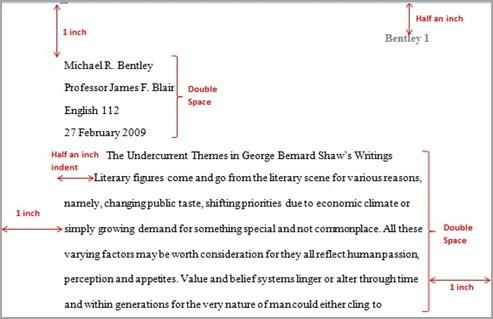 Half an inch
1 inch
Bentley 1
Michael R. Bentley
Professor James F. Blair
English 112
27 February 2009
Double
Space
Half an inch
indent
The Undercurrent Themes in George Bernard Shaw's Writings
Literary figures come and go from the literary scene for various reasons,
namely, changing public taste, shifting priorities due to economic climate or
simply growing demand for something special and not commonplace. All these
varying factors may be worth consideration for they all reflect human passion,
perception and appetites. Value and belief systems linger or alter through time
and within generations for the very nature of man could either cling to
1 inch
Double
Space
1 inch